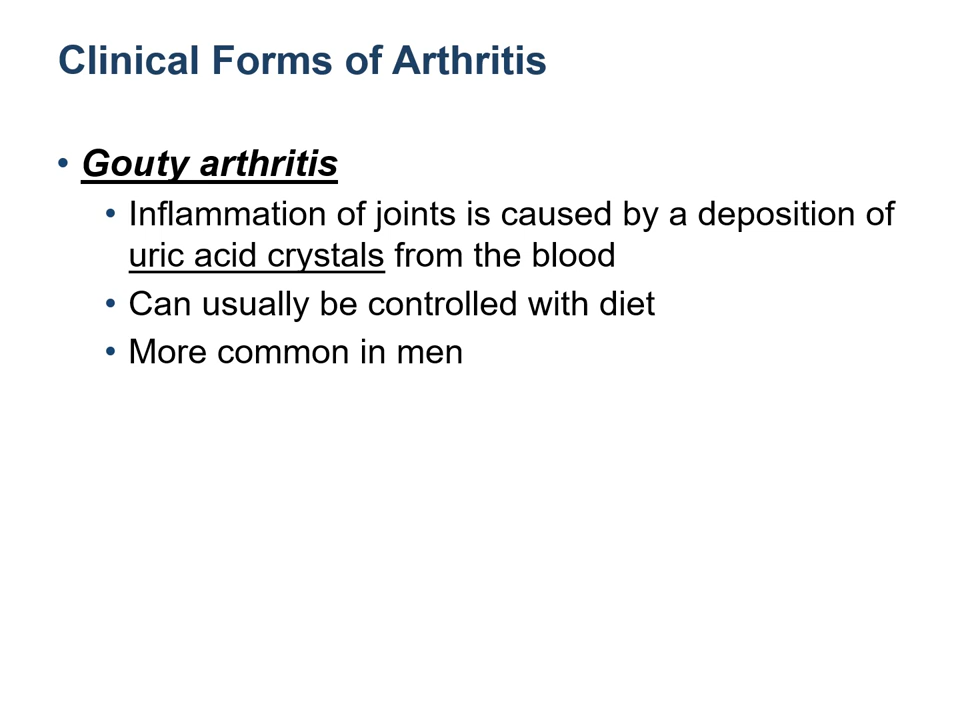 Clinical Forms of Arthritis
• Gouty arthritis
• Inflammation of joints is caused by a deposition of
uric acid crystals from the blood
• Can usually be controlled with diet
• More common in men